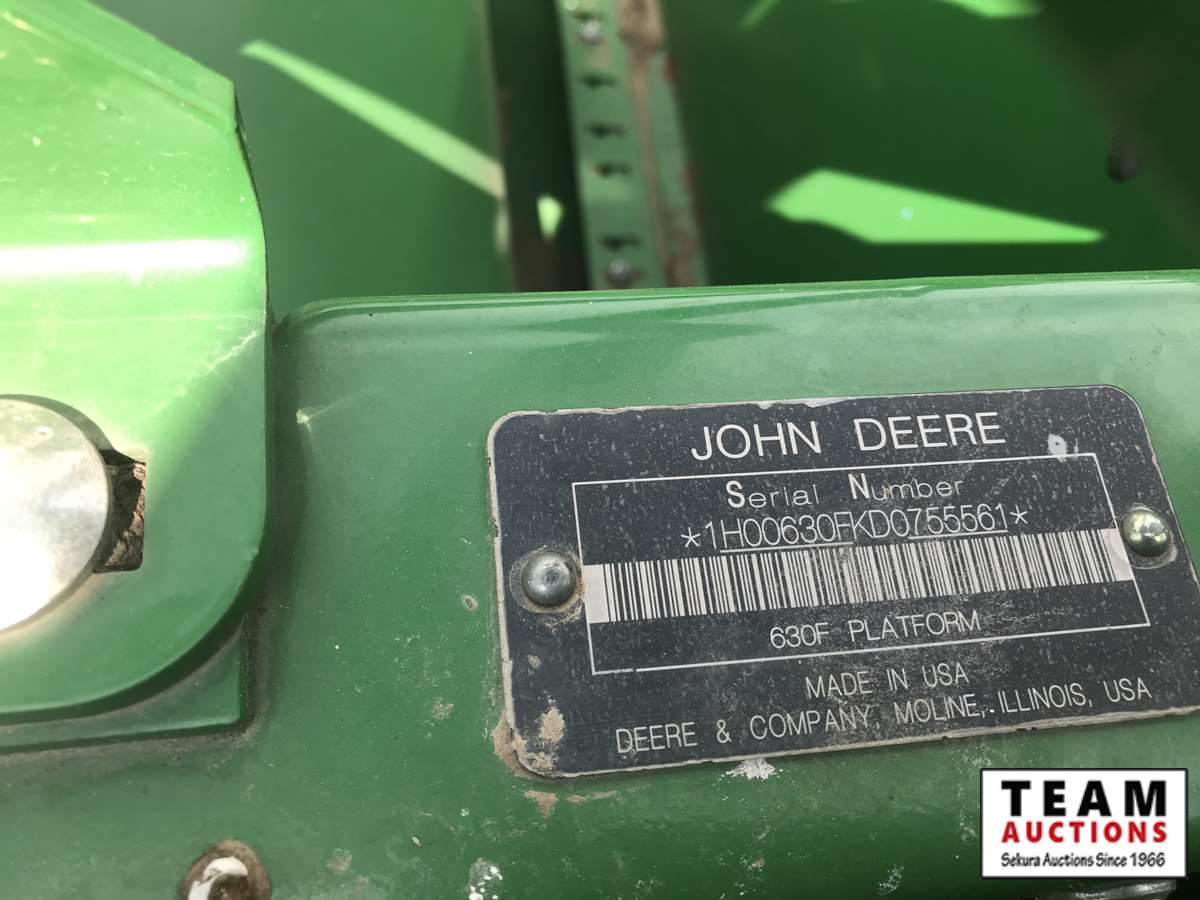 JOHN DEERE
Serial Number
*1H00630FKD0755561*
630F PLATFORM
MADE IN USA
DEERE & COMPANY, MOLINE, ILLINOIS, USA
TEAM
AUCTIONS
Sekura Auctions Since 1966